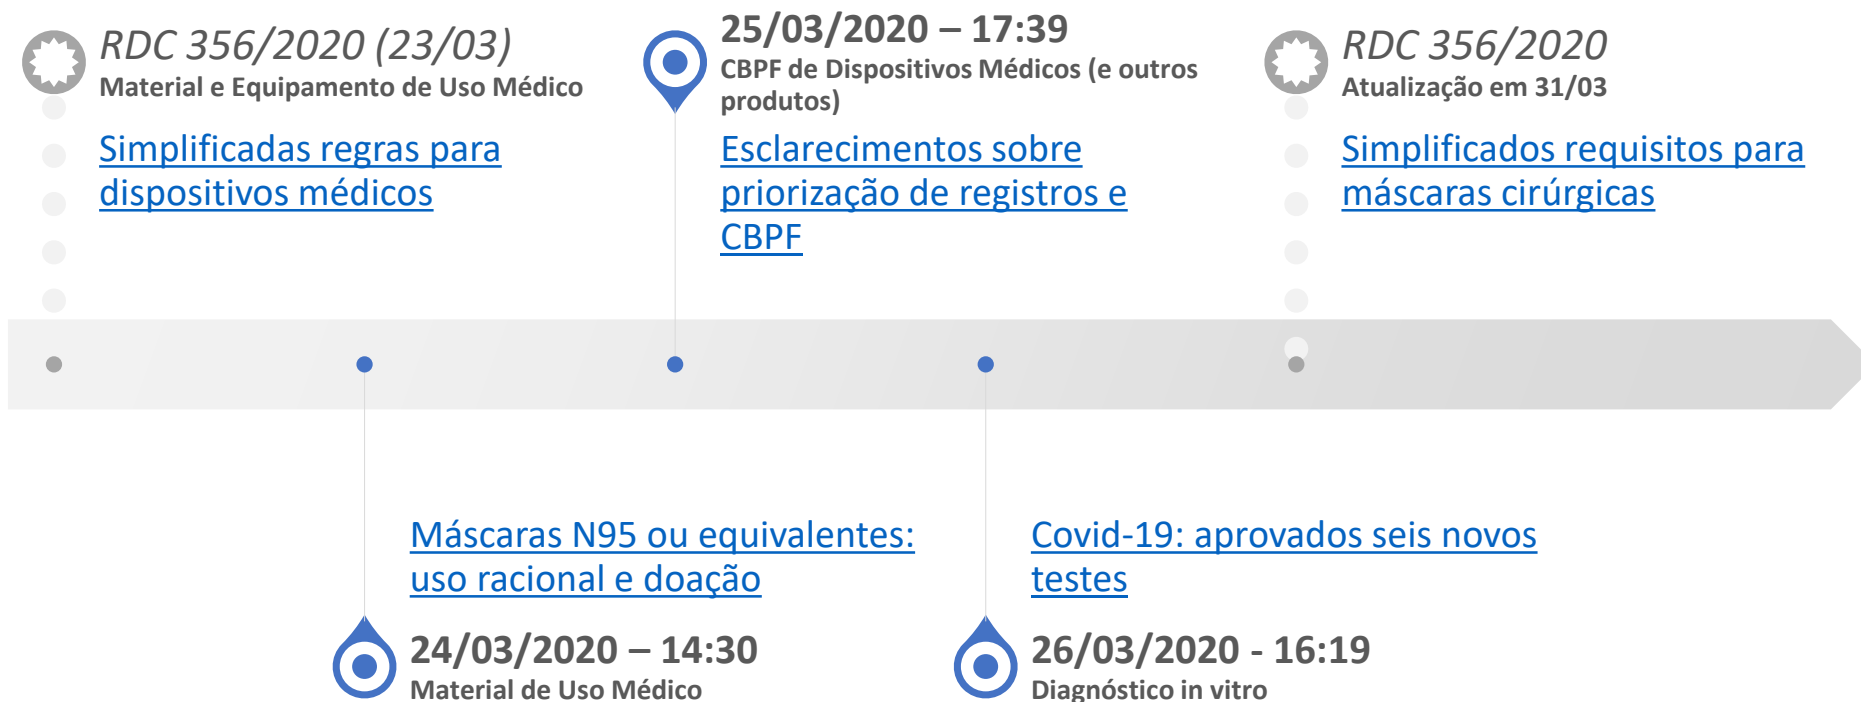 RDC 356/2020 (23/03)
Material e Equipamento de Uso Médico
Simplificadas regras para
dispositivos médicos
25/03/2020 – 17:39
CBPF de Dispositivos Médicos (e outros
produtos)
Esclarecimentos sobre
priorização de registros e
CBPF
RDC 356/2020
Atualização em 31/03
Simplificados requisitos para
máscaras cirúrgicas
Máscaras N95 ou equivalentes:
uso racional e doação
24/03/2020 – 14:30
Material de Uso Médico
Covid-19: aprovados seis novos
testes
26/03/2020 - 16:19
Diagnóstico in vitro